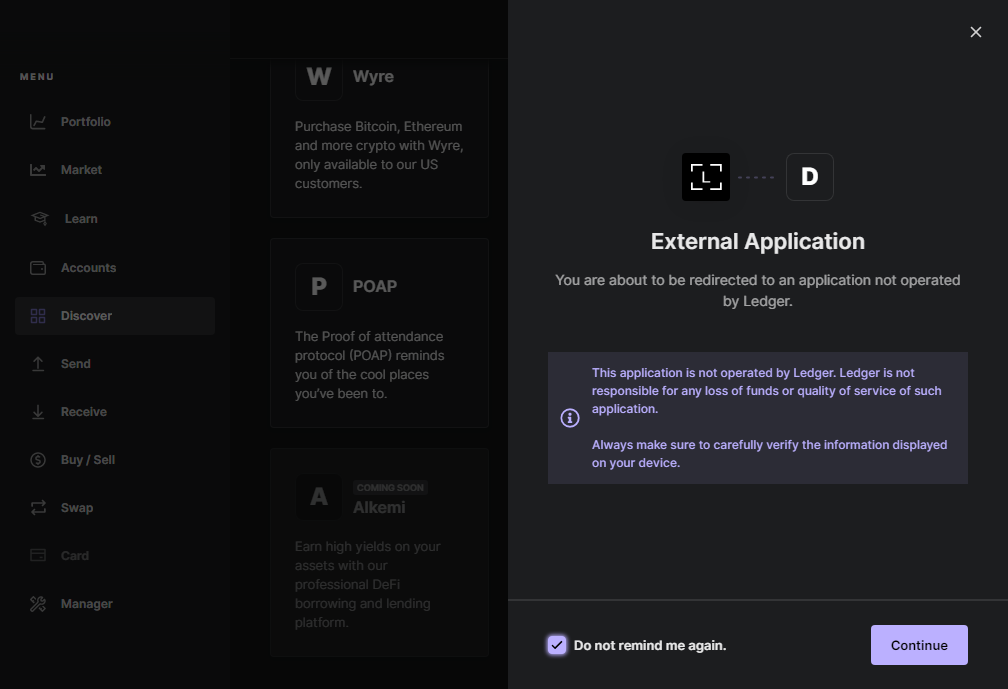 MENU
Portfolio
Market
Learn
Accounts
Discover
Send
Receive
Buy / Sell
Swap
Card
Manager
W
Wyre
Purchase Bitcoin, Ethereum
and more crypto with Wyre,
only available to our US
customers.
P
POAP
The Proof of attendance
protocol (POAP) reminds
you of the cool places
you've been to.
A
COMING SOON
Alkemi
Earn high yields on your
assets with our
professional DeFi
borrowing and lending
platform.
L
D
External Application
You are about to be redirected to an application not operated
by Ledger.
This application is not operated by Ledger. Ledger is not
responsible for any loss of funds or quality of service of such
application.
Always make sure to carefully verify the information displayed
on your device.
Do not remind me again.
Continue